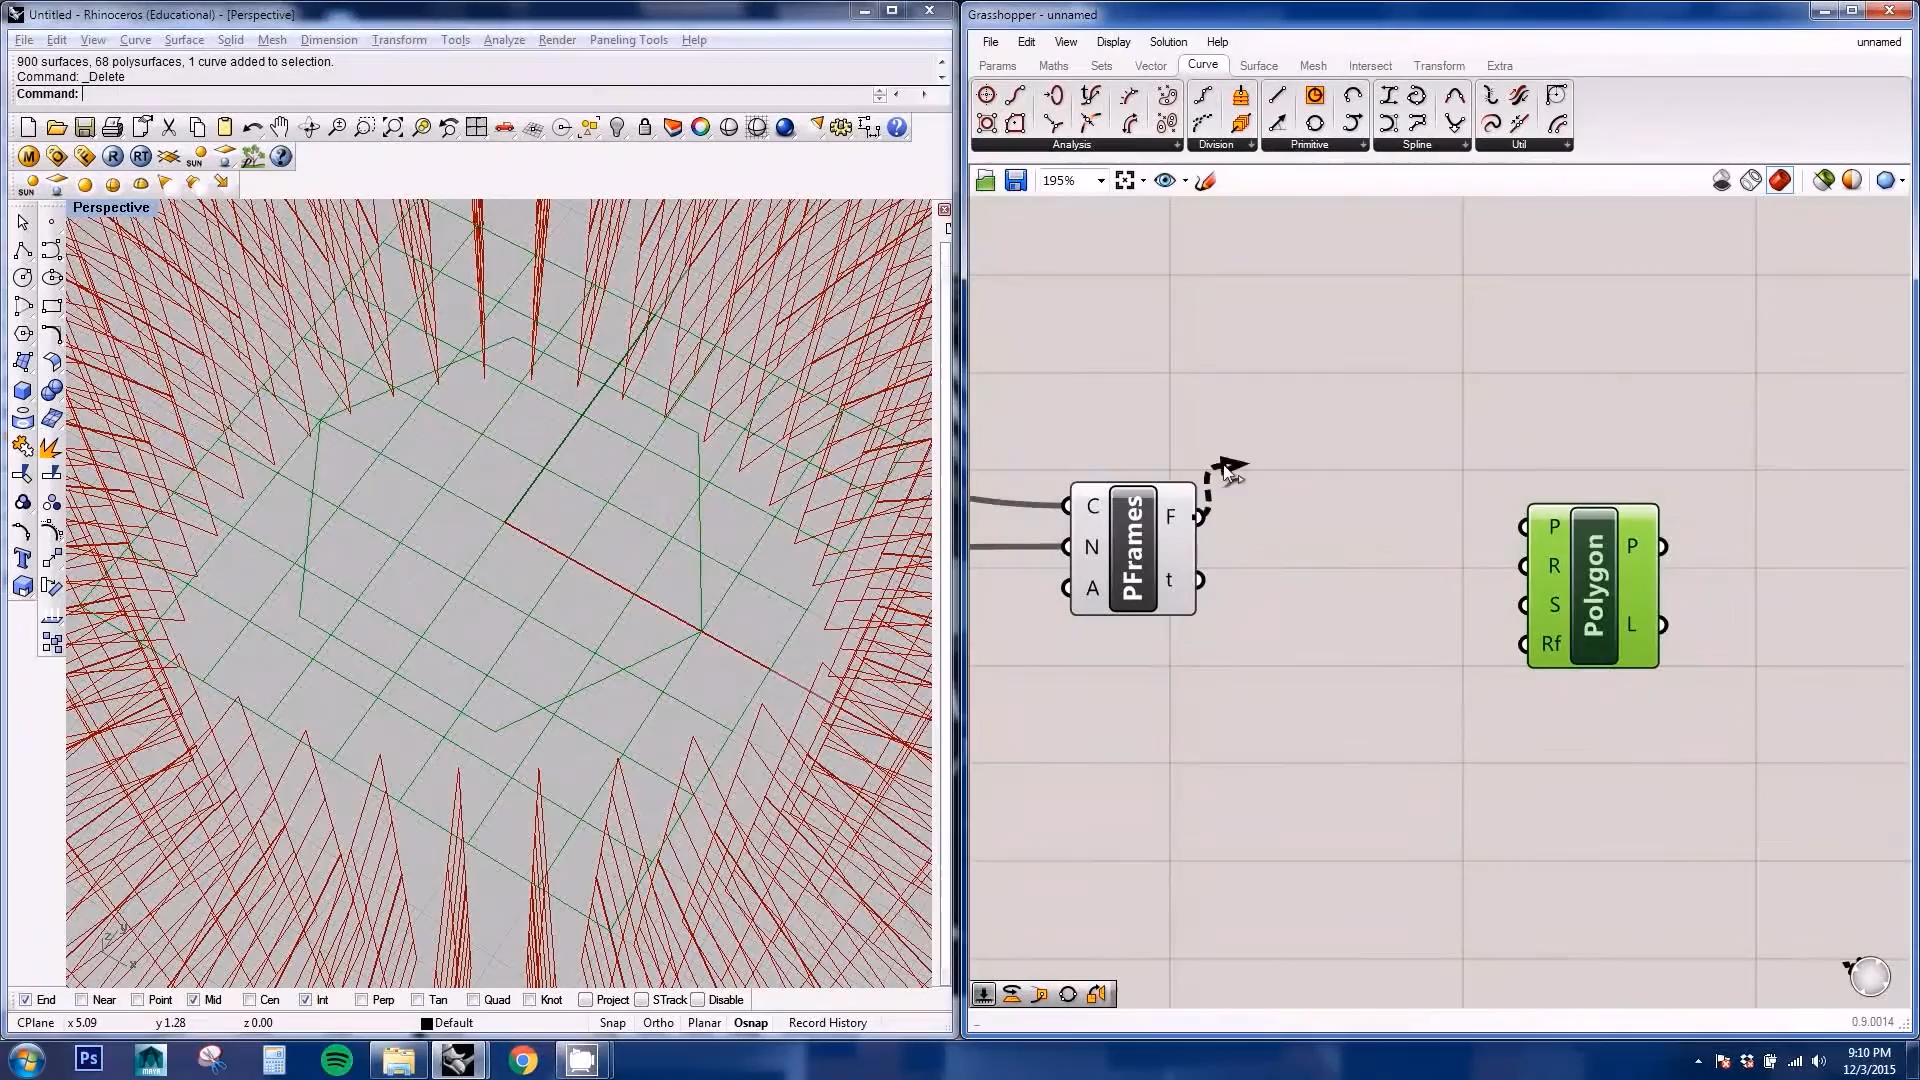 Untitled - Rhinoceros (Educational) - [Perspective]
File Edit View Curve Surface Solid Mesh Dimension Transform Tools Analyze Render Paneling Tools Help
900 surfaces, 68 polysurfaces, 1 curve added to selection.
Command: _Delete
Command:
M
R RT SUN
SUN
Perspective
z y
x
End Near Point Mid Cen Int Perp Tan Quad Knot Project STrack Disable
CPlane x 5.09 y 1.28 z 0.00 Default Snap Ortho Planar Osnap Record History
Grasshopper - unnamed
File Edit View Display Solution Help unnamed
Params Maths Sets Vector Curve Surface Mesh Intersect Transform Extra
Analysis Division Primitive Spline Util
195%
C
N
A
PFrames
F
t
P
R
S
Rf
Polygon
P
L
0.9.0014
Ps
MAYA
9:10 PM
12/3/2015